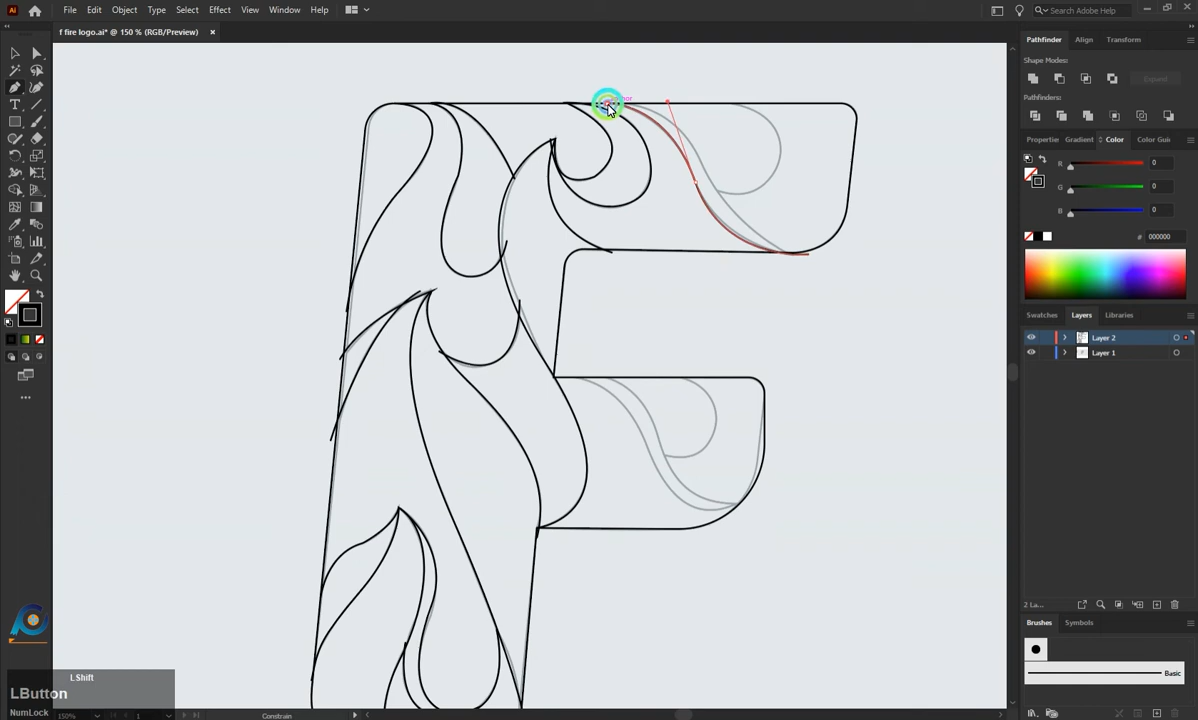 Ai File Edit Object Type Select Effect View Window Help
Search Adobe Help
f fire logo.ai* @ 150 % (RGB/Preview) ×
Pathfinder Align Transform
Shape Modes:
Expand
Pathfinders:
Propertie Gradient Color Color Gui
R 0
G 0
B 0
# 000000
Swatches Layers Libraries
Layer 2
Layer 1
2 La...
Brushes Symbols
Basic
LShift
LButton
NumLock
150% 1 Constrain